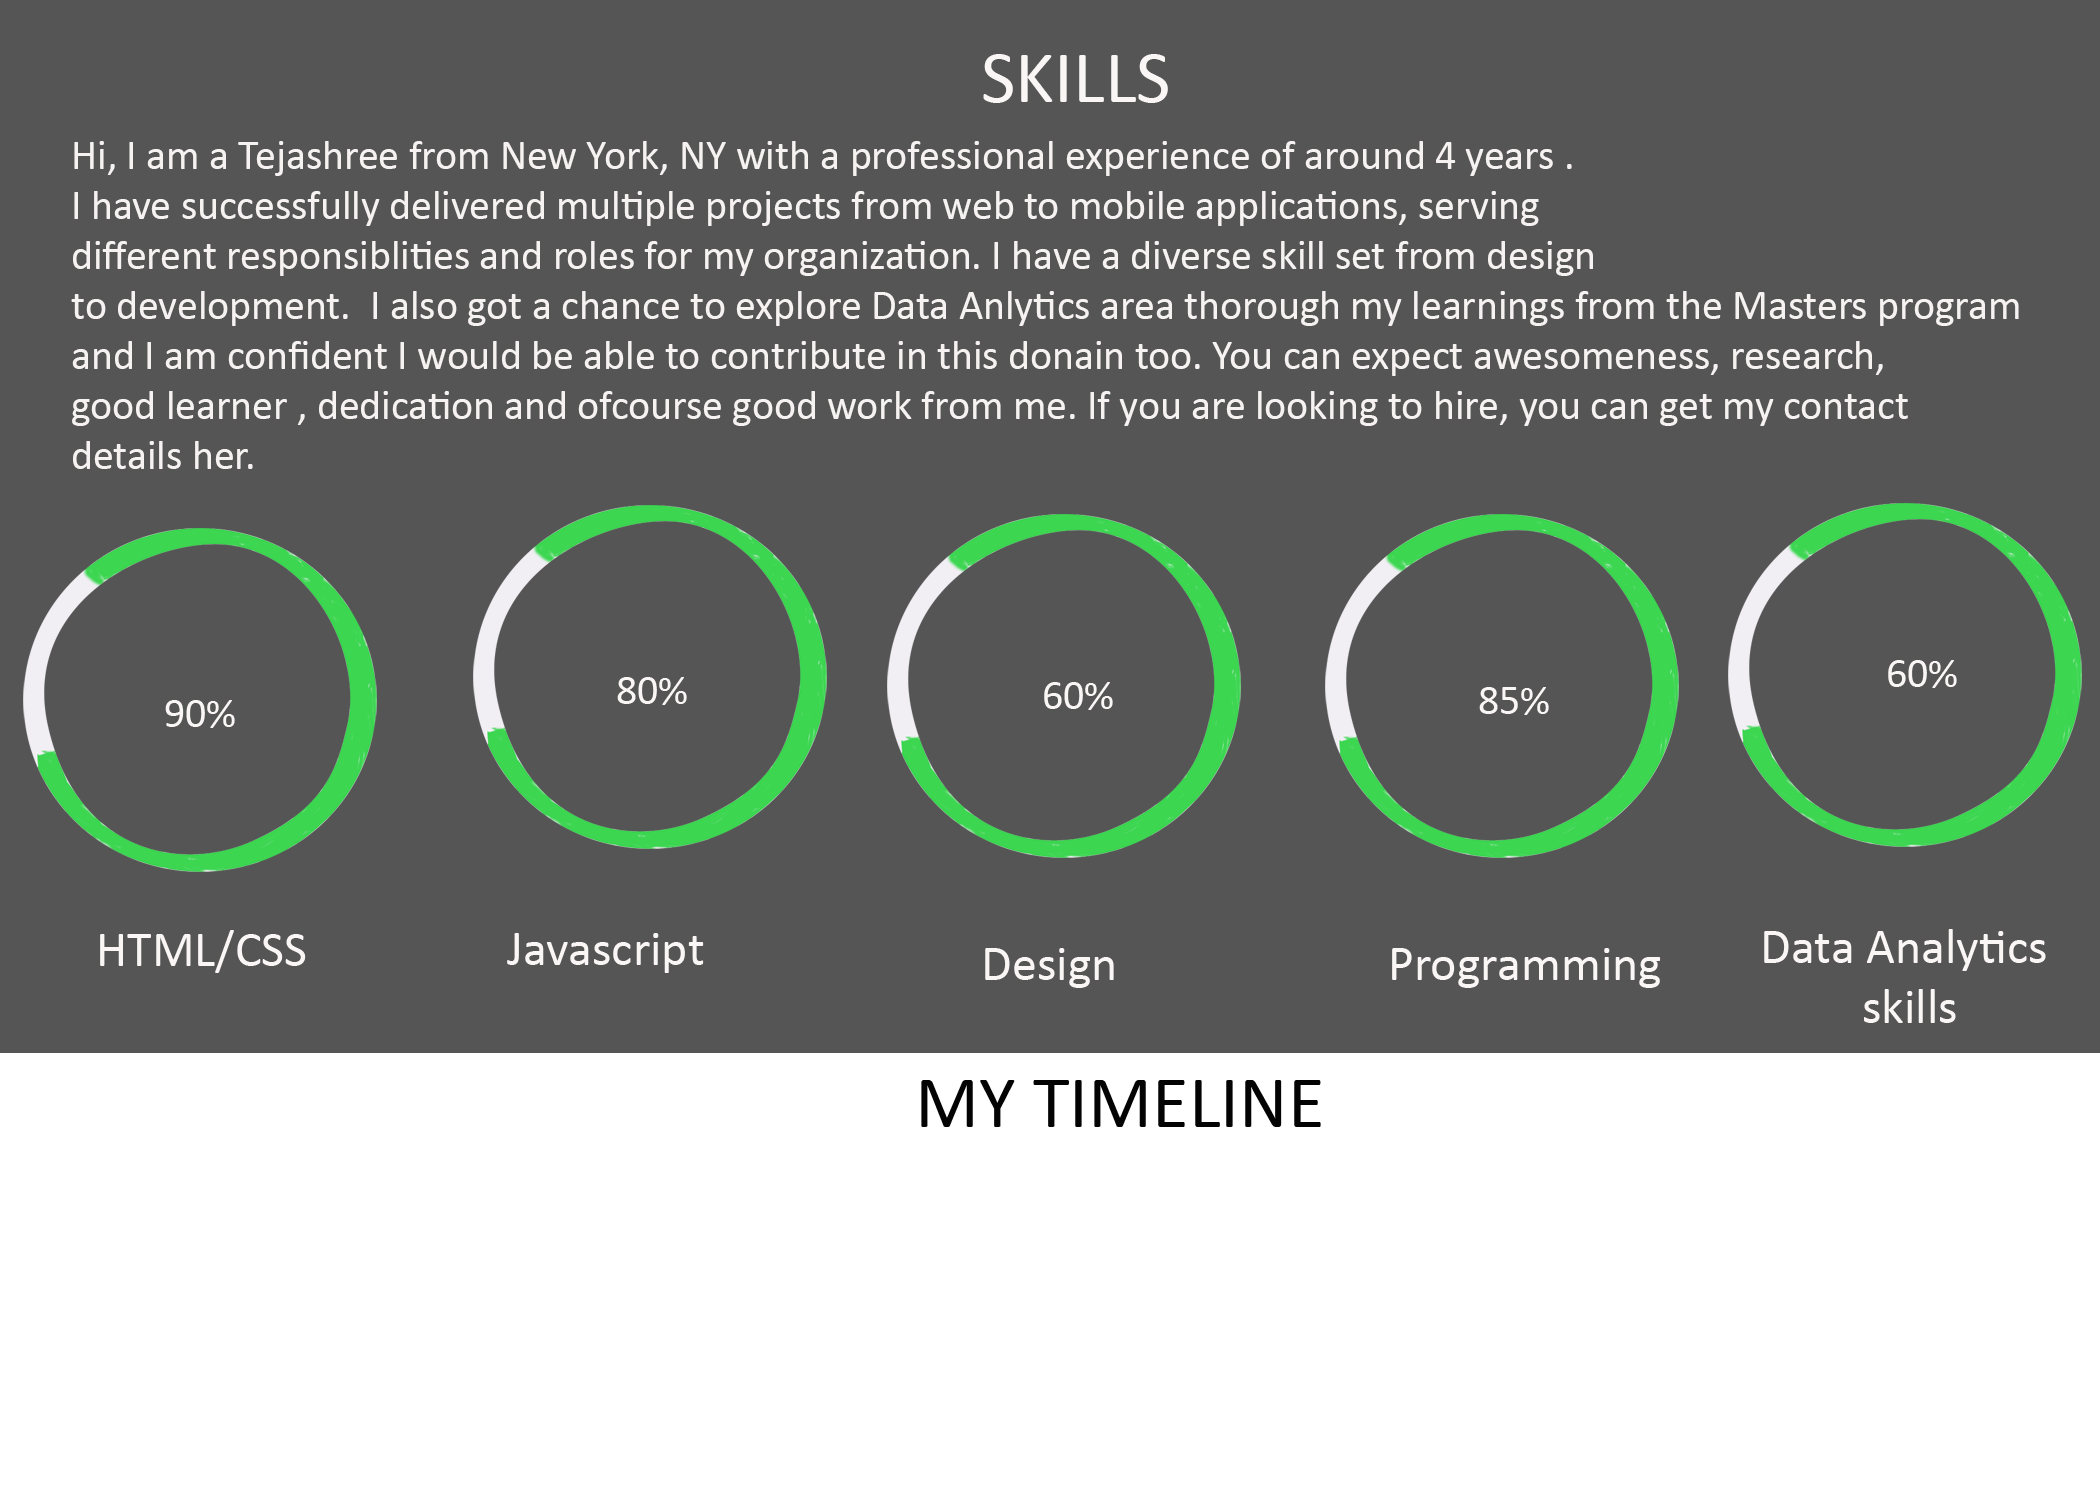 SKILLS
Hi, I am a Tejashree from New York, NY with a professional experience of around 4 years .
I have successfully delivered multiple projects from web to mobile applications, serving
different responsiblities and roles for my organization. I have a diverse skill set from design
to development.  I also got a chance to explore Data Anlytics area thorough my learnings from the Masters program
and I am confident I would be able to contribute in this donain too. You can expect awesomeness, research,
good learner , dedication and ofcourse good work from me. If you are looking to hire, you can get my contact
details her.
90%
80%
60%
85%
60%
HTML/CSS
Javascript
Design
Programming
Data Analytics
skills
MY TIMELINE